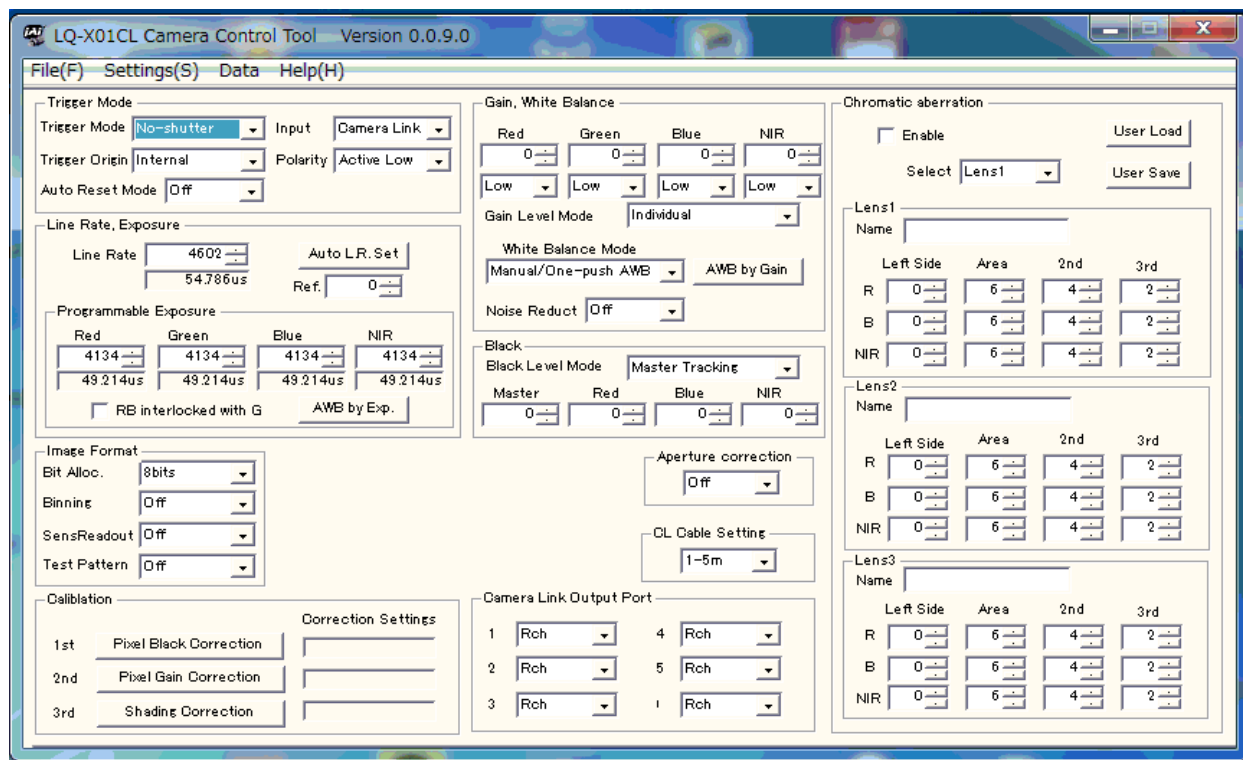 LQ-X01CL Camera Control Tool Version 0.0.9.0
File(F) Settings(S) Data Help(H)
Trigger Mode
Trigger Mode No-shutter Input Camera Link
Trigger Origin Internal Polarity Active Low
Auto Reset Mode Off
Line Rate, Exposure
Line Rate 4602 Auto L.R. Set
54.786us Ref. 0
Programmable Exposure
Red Green Blue NIR
4134 4134 4134 4134
49.214us 49.214us 49.214us 49.214us
RB interlocked with G AWB by Exp.
Image Format
Bit Alloc. 8bits
Binning Off
SensReadout Off
Test Pattern Off
Caliblation
Correction Settings
1st Pixel Black Correction
2nd Pixel Gain Correction
3rd Shading Correction
Gain, White Balance
Red Green Blue NIR
0 0 0 0
Low Low Low Low
Gain Level Mode Individual
White Balance Mode
Manual/One-push AWB AWB by Gain
Noise Reduct Off
Black
Black Level Mode Master Tracking
Master Red Blue NIR
0 0 0 0
Aperture correction
Off
CL Cable Setting
1-5m
Camera Link Output Port
1 Rch 4 Rch
2 Rch 5 Rch
3 Rch Rch
Chromatic aberration
Enable User Load
Select Lens1 User Save
Lens1
Name
Left Side Area 2nd 3rd
R 0 6 4 2
B 0 6 4 2
NIR 0 6 4 2
Lens2
Name
Left Side Area 2nd 3rd
R 0 6 4 2
B 0 6 4 2
NIR 0 6 4 2
Lens3
Name
Left Side Area 2nd 3rd
R 0 6 4 2
B 0 6 4 2
NIR 0 6 4 2